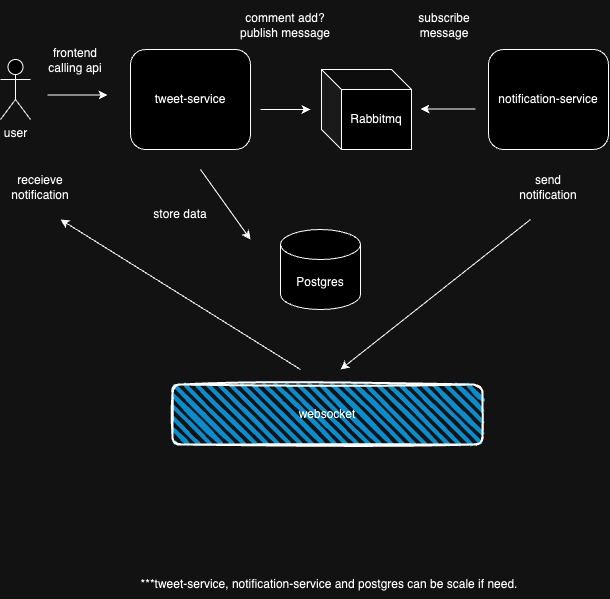 comment add?
publish message
subscribe
message
frontend
calling api
tweet-service
Rabbitmq
notification-service
user
receieve
notification
send
notification
store data
Postgres
websocket
***tweet-service, notification-service and postgres can be scale if need.